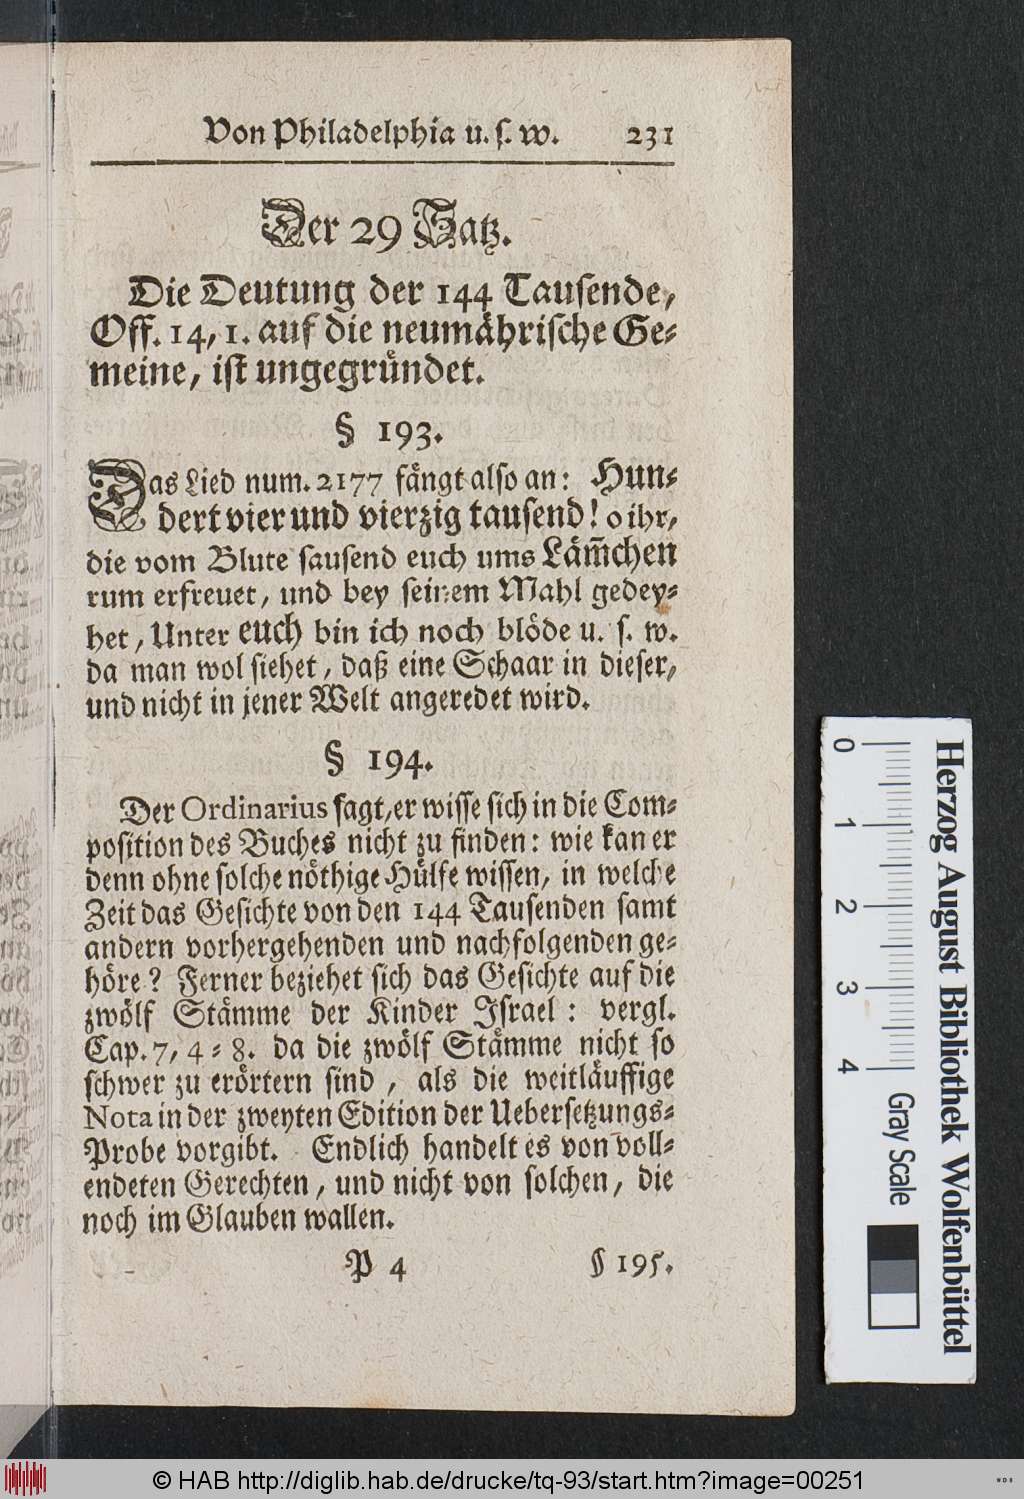 Von Philadelphia u. ſ. w. 231
Der 29 Satz.
Die Deutung der 144 Tauſende,
Off. 14, 1. auf die neumähriſche Ge-
meine, iſt ungegründet.
§ 193.
Das Lied num. 2177 fängt alſo an: Hun-
dert vier und vierzig tauſend! o ihr,
die vom Blute ſauſend euch ums Läm̃chen
rum erfreuet, und bey ſeinem Mahl gedey-
het, Unter euch bin ich noch blöde u. ſ. w.
da man wol ſiehet, daß eine Schaar in dieſer,
und nicht in jener Welt angeredet wird.
§ 194.
Der Ordinarius ſagt, er wiſſe ſich in die Com-
poſition des Buches nicht zu finden: wie kan er
denn ohne ſolche nöthige Hülfe wiſſen, in welche
Zeit das Geſichte von den 144 Tauſenden ſamt
andern vorhergehenden und nachfolgenden ge-
höre? Ferner beziehet ſich das Geſichte auf die
zwölf Stämme der Kinder Iſrael: vergl.
Cap. 7, 4-8. da die zwölf Stämme nicht ſo
ſchwer zu erörtern ſind, als die weitläuffige
Nota in der zweyten Edition der Ueberſetzungs-
Probe vorgibt. Endlich handelt es von voll-
endeten Gerechten, und nicht von ſolchen, die
noch im Glauben wallen.
P 4 § 195.
0 1 2 3 4
Herzog August Bibliothek Wolfenbüttel
Gray Scale
© HAB http://diglib.hab.de/drucke/tq-93/start.htm?image=00251